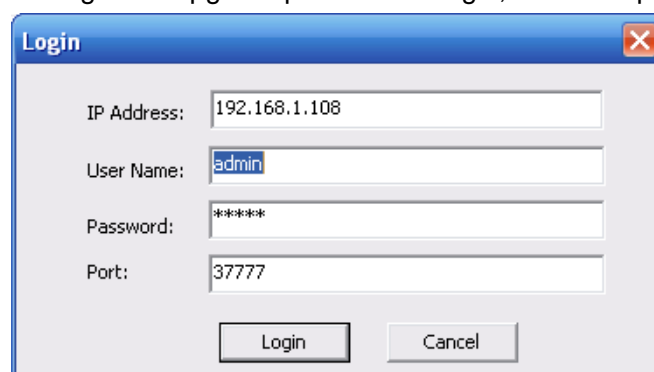 Login
IP Address: 192.168.1.108
User Name: admin
Password: *****
Port: 37777
Login Cancel